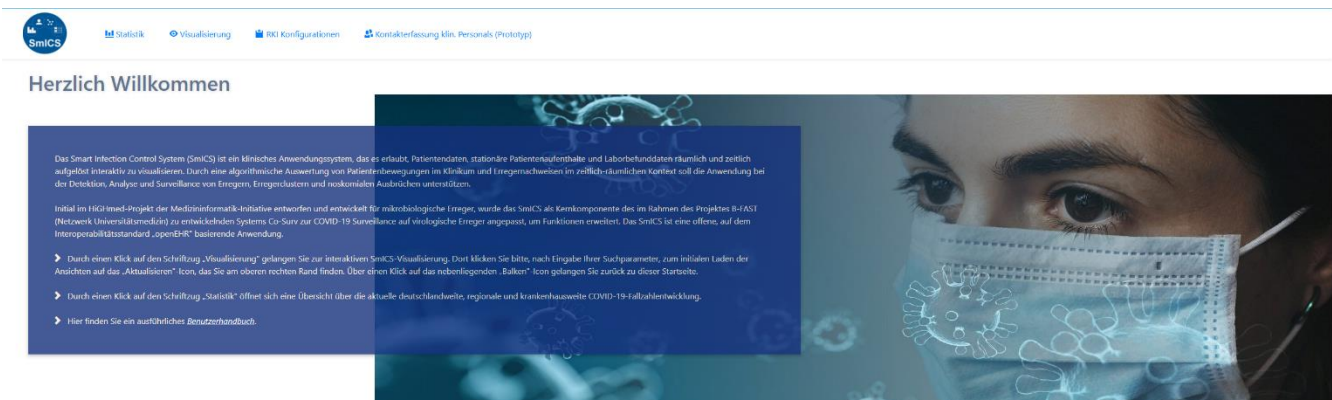 SmICS
Statistik
Visualisierung
RKI Konfigurationen
Kontakterfassung klin. Personals (Prototyp)
Herzlich Willkommen
Das Smart Infection Control System (SmICS) ist ein klinisches Anwendungssystem, das es erlaubt, Patientendaten, stationäre Patientenaufenthalte und Laborbefunddaten räumlich und zeitlich
aufgelöst interaktiv zu visualisieren. Durch eine algorithmische Auswertung von Patientenbewegungen im Klinikum und Erregernachweisen im zeitlich-räumlichen Kontext soll die Anwendung bei
der Detektion, Analyse und Surveillance von Erregern, Erregerclustern und noskomialen Ausbrüchen unterstützen.
Initial im HiGHmed-Projekt der Medizininformatik-Initiative entworfen und entwickelt für mikrobiologische Erreger, wurde das SmICS als Kernkomponente des im Rahmen des Projektes B-FAST
(Netzwerk Universitätsmedizin) zu entwickelnden Systems Co-Surv zur COVID-19 Surveillance auf virologische Erreger angepasst, um Funktionen erweitert. Das SmICS ist eine offene, auf dem
Interoperabilitätsstandard „openEHR" basierende Anwendung.
Durch einen Klick auf den Schriftzug „Visualisierung" gelangen Sie zur interaktiven SmICS-Visualisierung. Dort klicken Sie bitte, nach Eingabe Ihrer Suchparameter, zum initialen Laden der
Ansichten auf das „Aktualisieren"-Icon, das Sie am oberen rechten Rand finden. Über einen Klick auf das nebenliegenden „Balken"-Icon gelangen Sie zurück zu dieser Startseite.
Durch einen Klick auf den Schriftzug „Statistik" öffnet sich eine Übersicht über die aktuelle deutschlandweite, regionale und krankenhausweite COVID-19-Fallzahlentwicklung.
Hier finden Sie ein ausführliches Benutzerhandbuch.